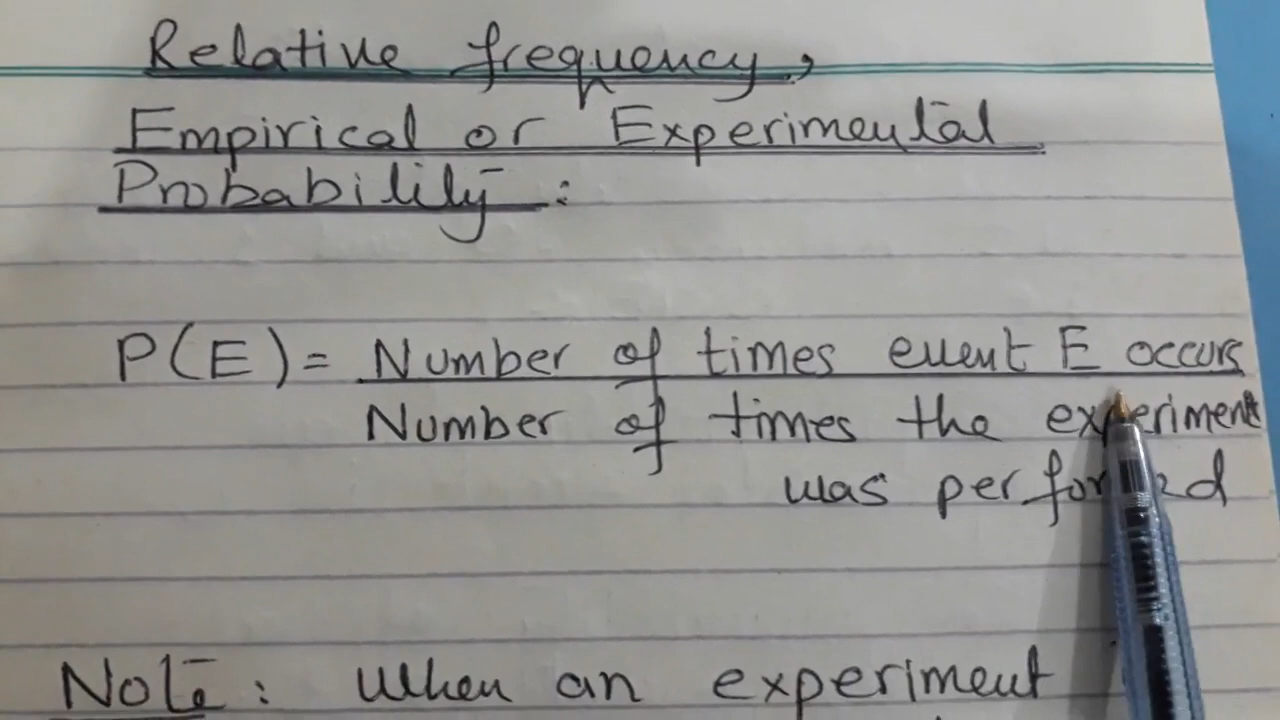 Relative frequency,
Empirical or Experimental
Probability :
P(E) = Number of times event E occurs
Number of times the experiment
was performed
Note : When an experiment